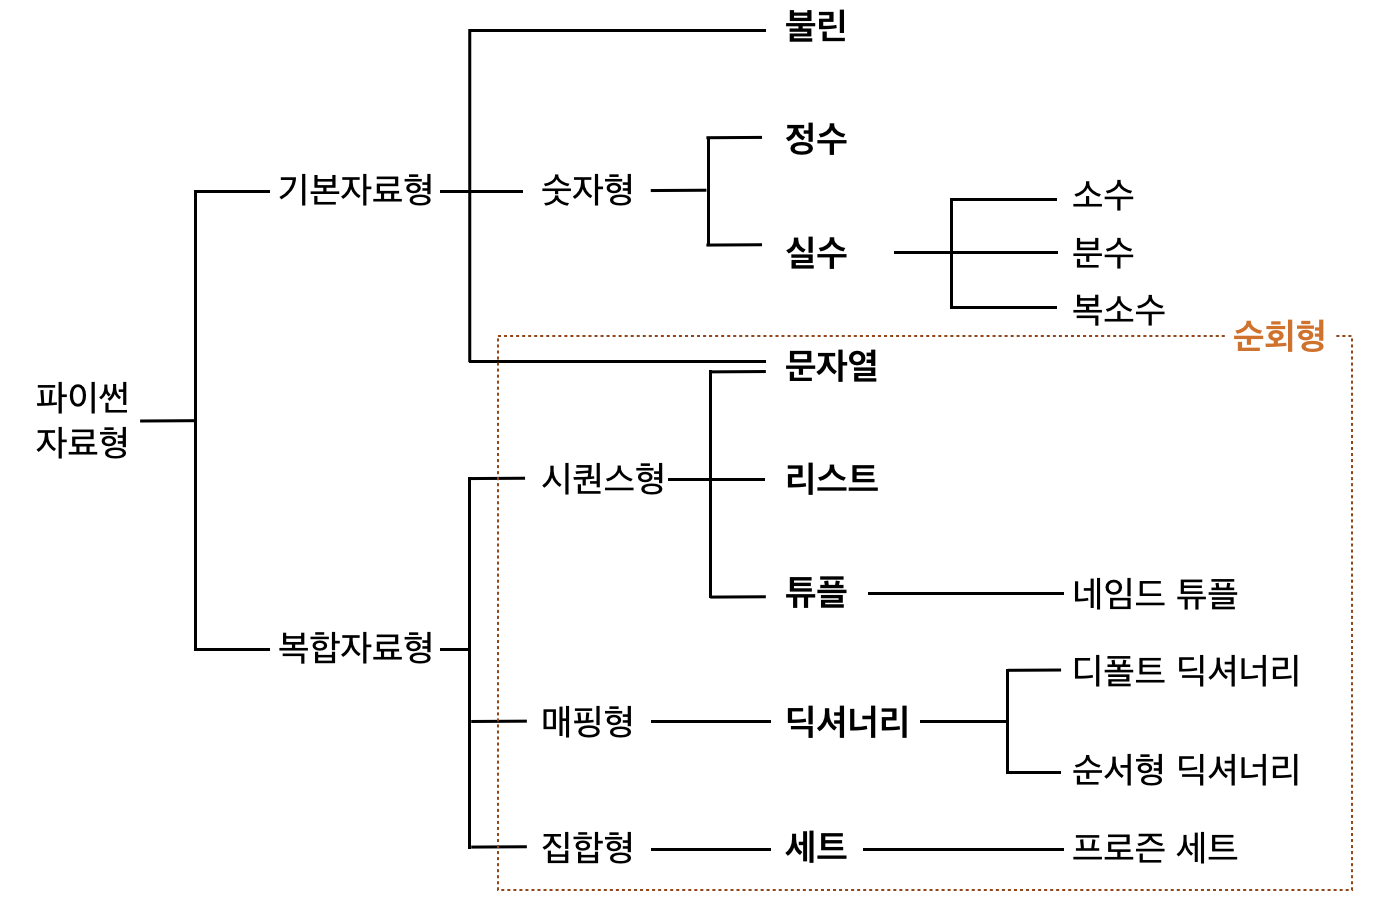 불린
정수
기본자료형
숫자형
소수
실수
분수
복소수
순회형
문자열
파이썬
자료형
시퀀스형
리스트
튜플
네임드 튜플
복합자료형
디폴트 딕셔너리
매핑형
딕셔너리
순서형 딕셔너리
집합형
세트
프로즌 세트